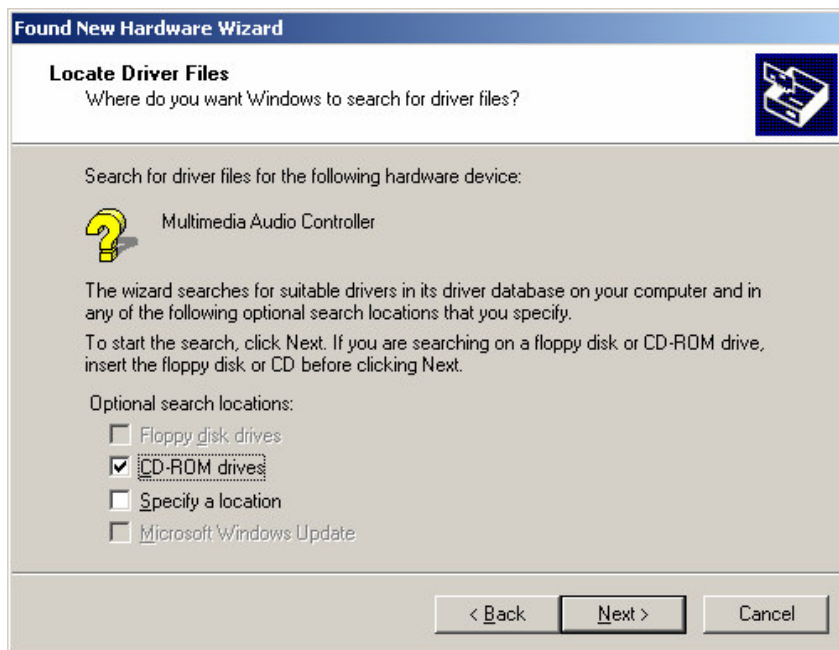 Found New Hardware Wizard
Locate Driver Files
Where do you want Windows to search for driver files?
Search for driver files for the following hardware device:
Multimedia Audio Controller
The wizard searches for suitable drivers in its driver database on your computer and in
any of the following optional search locations that you specify.
To start the search, click Next. If you are searching on a floppy disk or CD-ROM drive,
insert the floppy disk or CD before clicking Next.
Optional search locations:
Floppy disk drives
CD-ROM drives
Specify a location
Microsoft Windows Update
< Back Next > Cancel